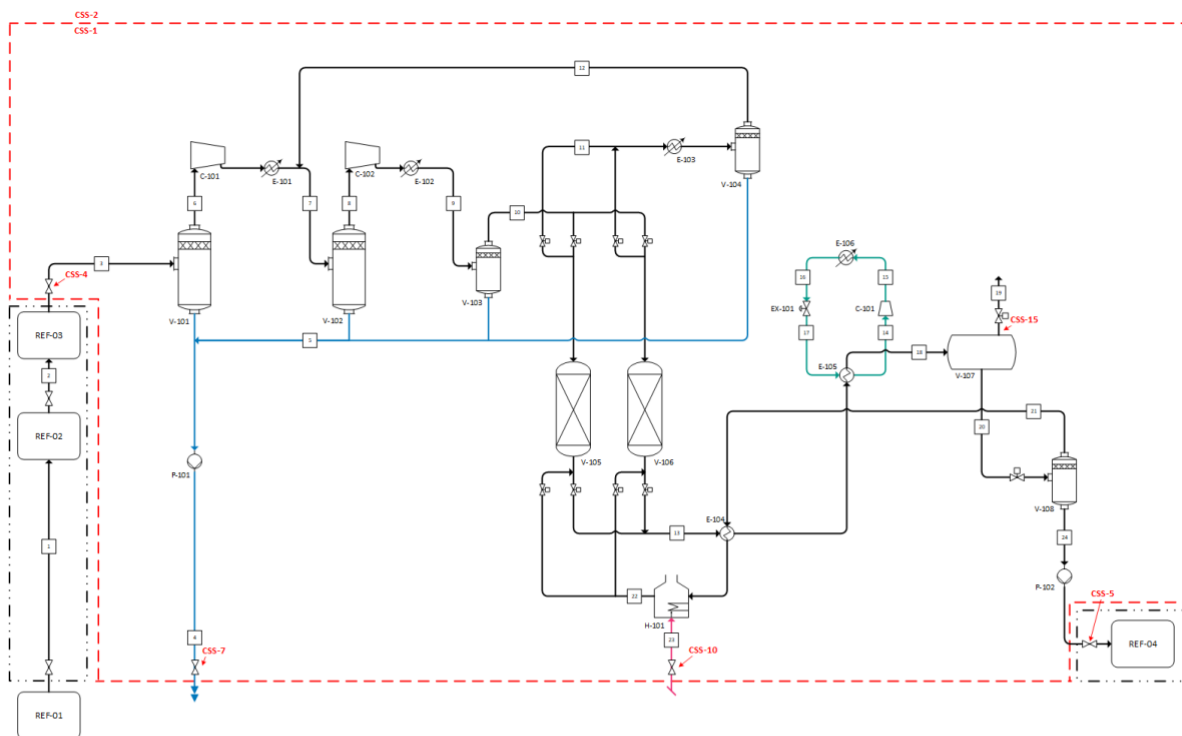 CSS-2
CSS-1
12
11
C-101
E-101
C-102
E-102
E-103
V-104
6
7
8
9
10
E-106
3
CSS-4
V-101
V-102
V-103
16
15
19
EX-101
C-101
CSS-15
REF-03
5
17
14
18
E-105
V-107
2
REF-02
21
20
P-101
V-105
V-106
V-108
1
E-104
13
24
P-102
22
H-101
CSS-5
4
23
REF-04
CSS-7
CSS-10
REF-01